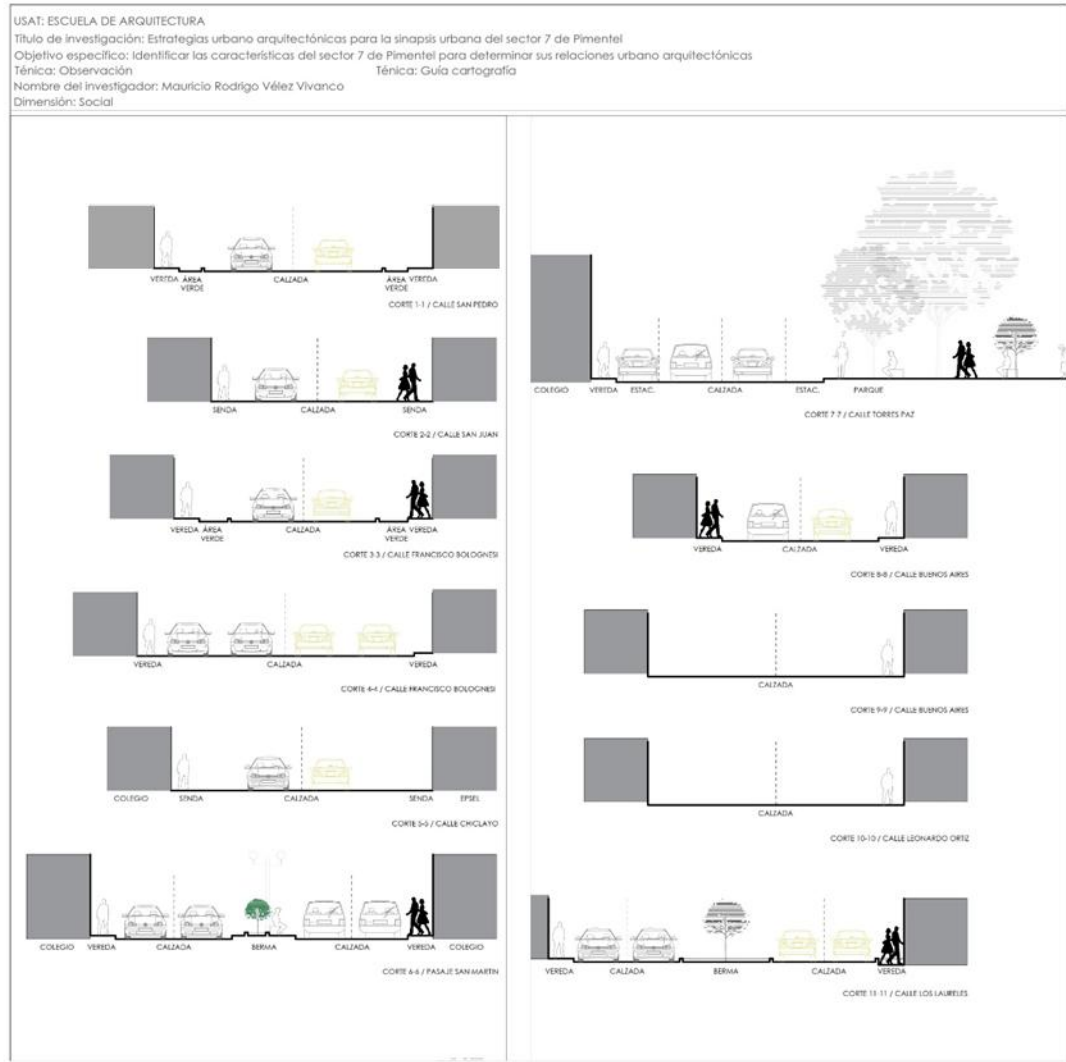 USAT: ESCUELA DE ARQUITECTURA
Título de investigación: Estrategias urbano arquitectónicas para la sinapsis urbana del sector 7 de Pimentel
Objetivo específico: Identificar las características del sector 7 de Pimentel para determinar sus relaciones urbano arquitectónicas
Ténica: Observación Ténica: Guía cartografía
Nombre del investigador: Mauricio Rodrigo Vélez Vivanco
Dimensión: Social
VEREDA ÁREA VERDE CALZADA ÁREA VERDE VEREDA
CORTE 1-1 / CALLE SAN PEDRO
SENDA CALZADA SENDA
CORTE 2-2 / CALLE SAN JUAN
VEREDA ÁREA VERDE CALZADA ÁREA VERDE VEREDA
CORTE 3-3 / CALLE FRANCISCO BOLOGNESI
VEREDA CALZADA VEREDA
CORTE 4-4 / CALLE FRANCISCO BOLOGNESI
COLEGIO SENDA CALZADA SENDA EPSEL
CORTE 5-5 / CALLE CHICLAYO
COLEGIO VEREDA CALZADA BERMA CALZADA VEREDA COLEGIO
CORTE 6-6 / PASAJE SAN MARTIN
COLEGIO VEREDA ESTAC. CALZADA ESTAC. PARQUE
CORTE 7-7 / CALLE TORRES PAZ
VEREDA CALZADA VEREDA
CORTE 8-8 / CALLE BUENOS AIRES
CALZADA
CORTE 9-9 / CALLE BUENOS AIRES
CALZADA
CORTE 10-10 / CALLE LEONARDO ORTIZ
VEREDA CALZADA BERMA CALZADA VEREDA
CORTE 11-11 / CALLE LOS LAURELES